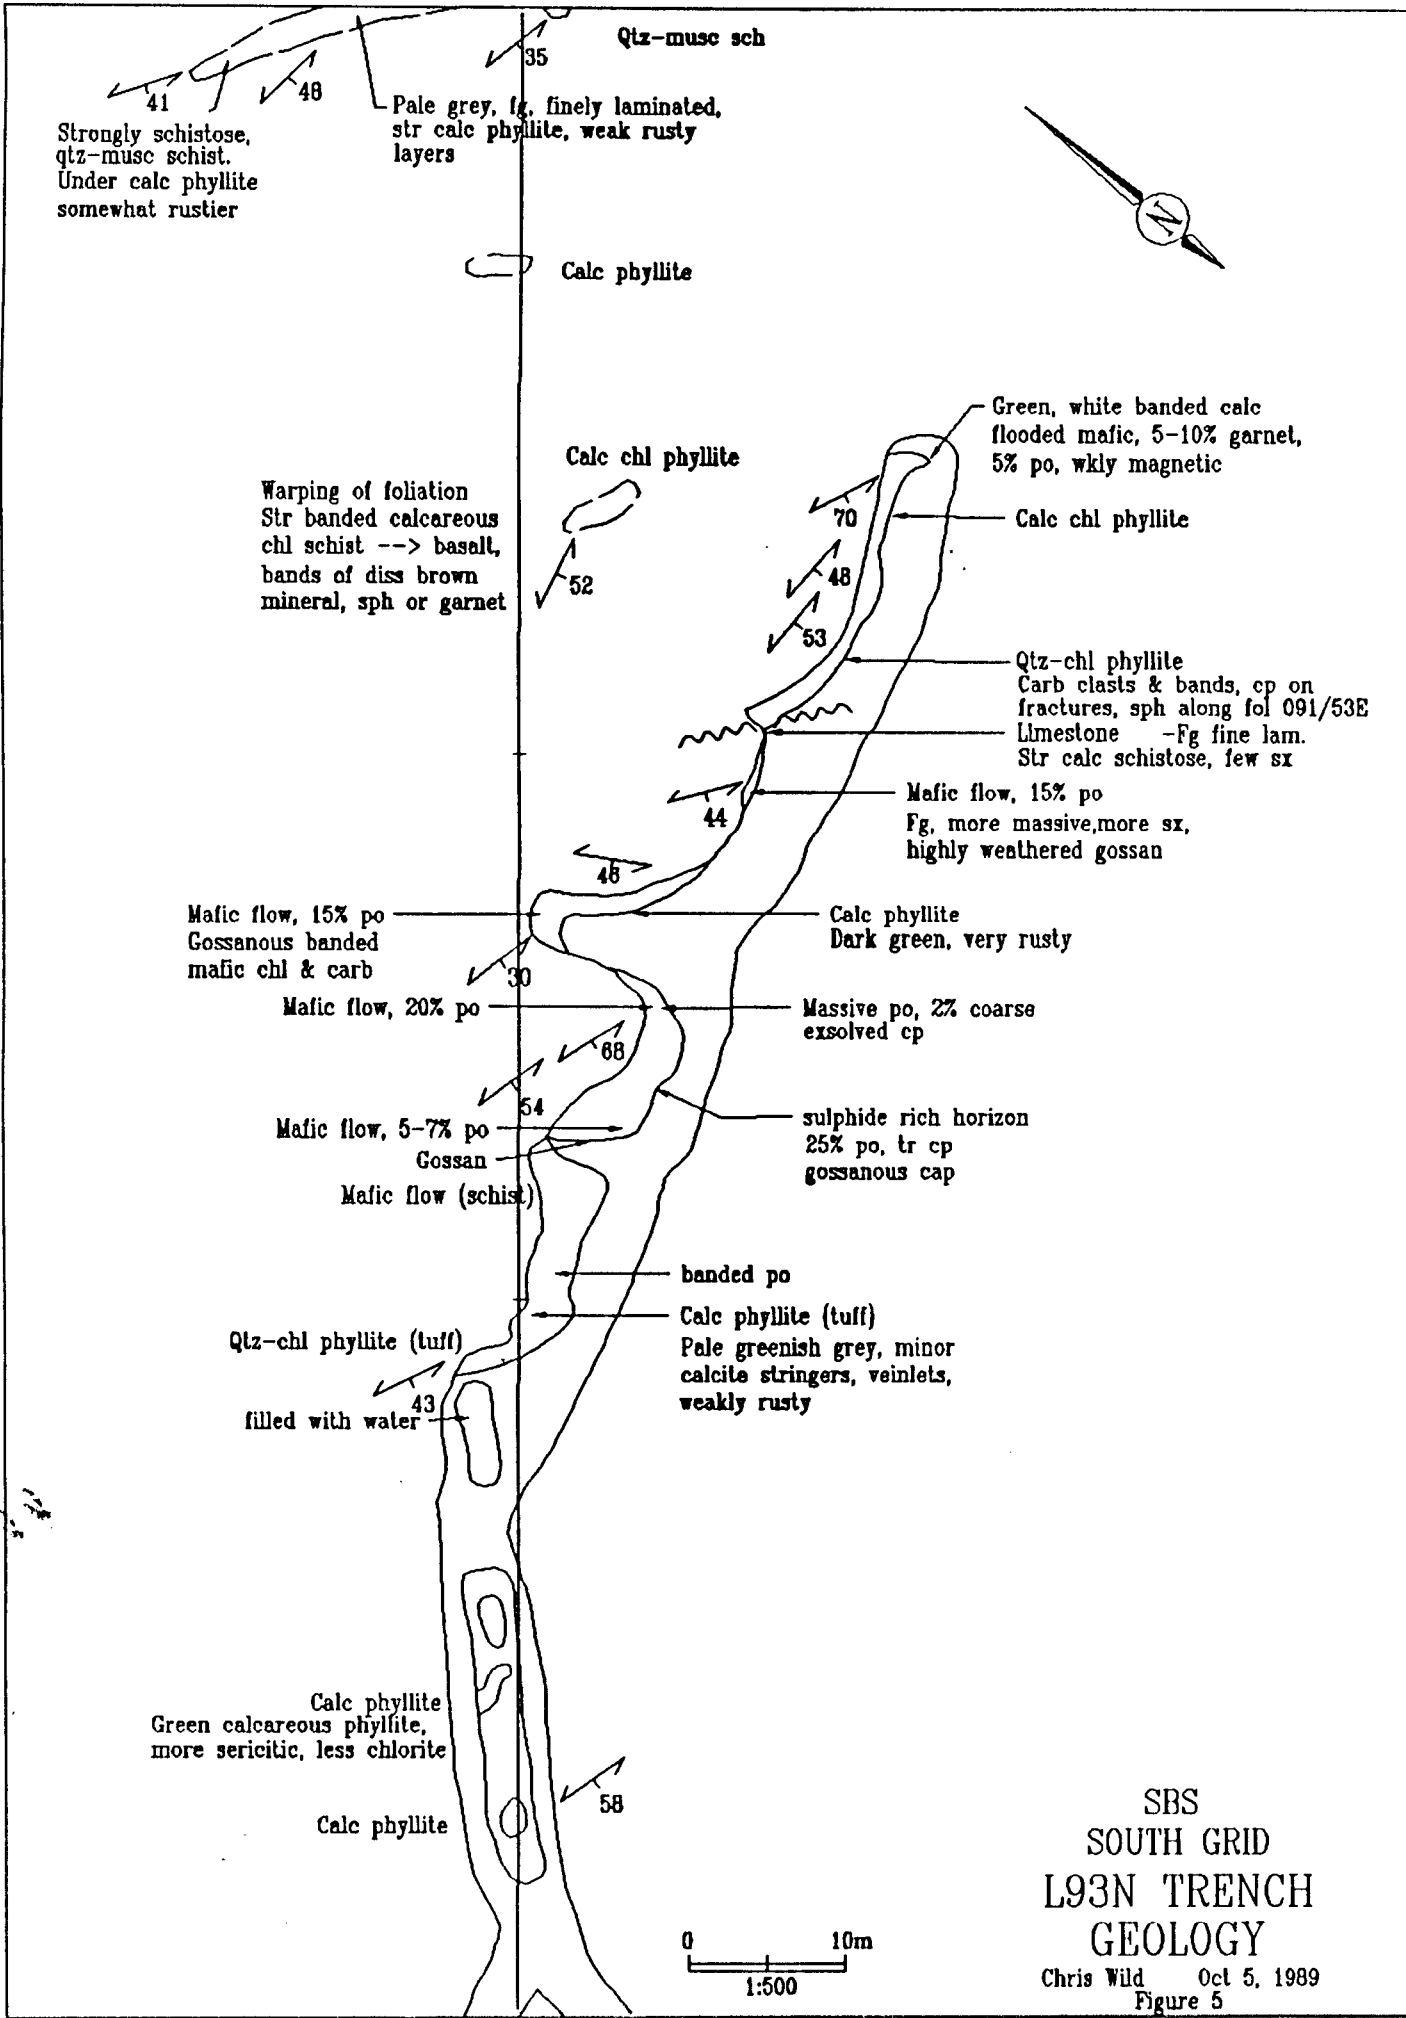 Qtz-musc sch
35
41
48
Pale grey, fg, finely laminated,
str calc phyllite, weak rusty
layers
Strongly schistose,
qtz-musc schist.
Under calc phyllite
somewhat rustier
N
Calc phyllite
Green, white banded calc
flooded mafic, 5-10% garnet,
5% po, wkly magnetic
Calc chl phyllite
Warping of foliation
Str banded calcareous
chl schist --> basalt,
bands of diss brown
mineral, sph or garnet
52
70
Calc chl phyllite
48
53
Qtz-chl phyllite
Carb clasts & bands, cp on
fractures, sph along fol 091/53E
Limestone -Fg fine lam.
Str calc schistose, few sx
44
Mafic flow, 15% po
Fg, more massive,more sx,
highly weathered gossan
46
Mafic flow, 15% po
Gossanous banded
mafic chl & carb
Calc phyllite
Dark green, very rusty
30
Mafic flow, 20% po
Massive po, 2% coarse
exsolved cp
68
54
Mafic flow, 5-7% po
Gossan
sulphide rich horizon
25% po, tr cp
gossanous cap
Mafic flow (schist)
banded po
Calc phyllite (tuff)
Pale greenish grey, minor
calcite stringers, veinlets,
weakly rusty
Qtz-chl phyllite (tuff)
43
filled with water
Calc phyllite
Green calcareous phyllite,
more sericitic, less chlorite
58
Calc phyllite
SBS
SOUTH GRID
L93N TRENCH
GEOLOGY
Chris Wild Oct 5, 1989
Figure 5
0 10m
1:500